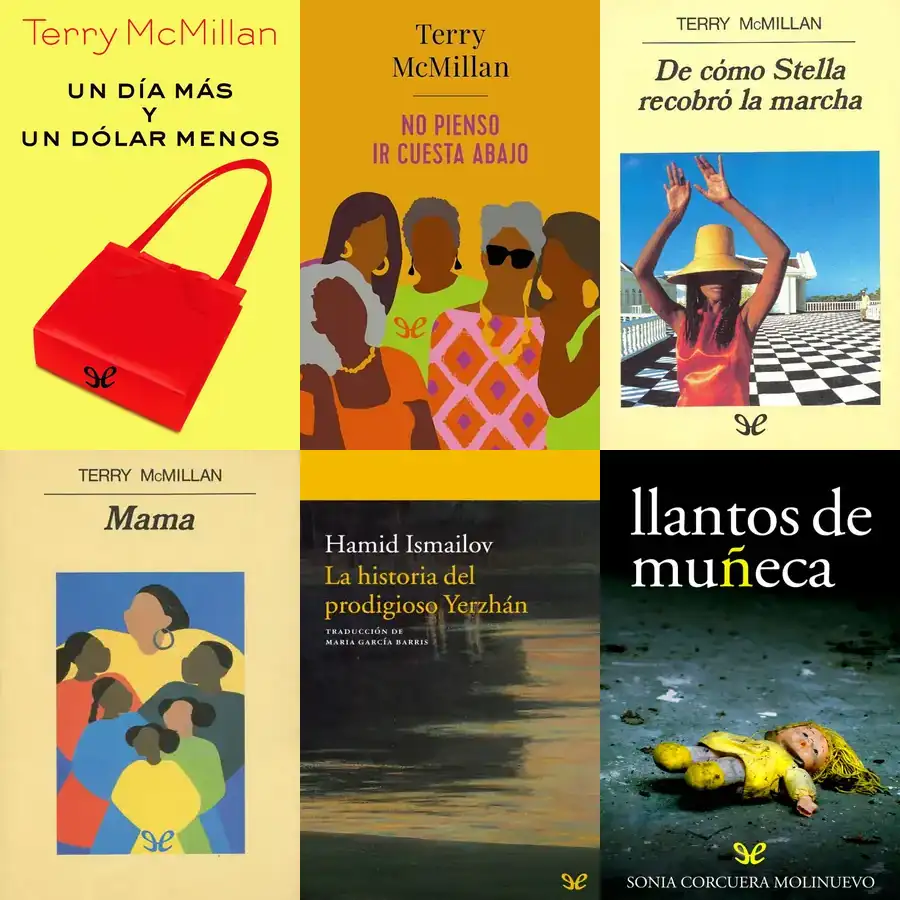 Terry McMillan
UN DÍA MÁS
Y
UN DÓLAR MENOS
Terry
McMillan
NO PIENSO
IR CUESTA ABAJO
TERRY McMILLAN
De cómo Stella
recobró la marcha
TERRY McMILLAN
Mama
Hamid Ismailov
La historia del
prodigioso Yerzhán
TRADUCCIÓN DE
MARIA GARCÍA BARRIS
llantos de
muñeca
SONIA CORCUERA MOLINUEVO